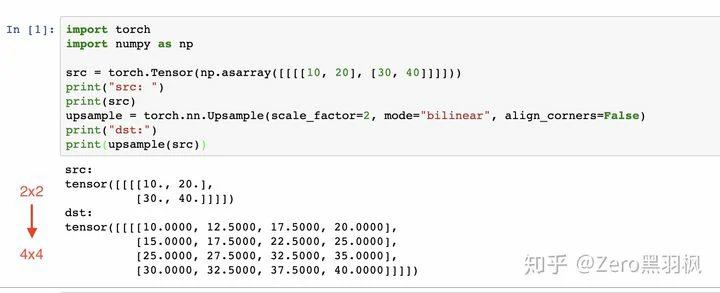 In [1]:
import torch
import numpy as np
src = torch.Tensor(np.asarray([[[[10, 20], [30, 40]]]]))
print("src: ")
print(src)
upsample = torch.nn.Upsample(scale_factor=2, mode="bilinear", align_corners=False)
print("dst:")
print(upsample(src))
src:
tensor([[[[10., 20.],
[30., 40.]]]])
dst:
tensor([[[[10.0000, 12.5000, 17.5000, 20.0000],
[15.0000, 17.5000, 22.5000, 25.0000],
[25.0000, 27.5000, 32.5000, 35.0000],
[30.0000, 32.5000, 37.5000, 40.0000]]]])
2x2
4x4
知乎 @Zero黑羽枫